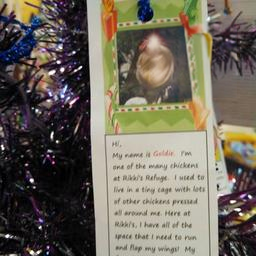 Hi,
My name is Goldie. I'm
one of the many chickens
at Rikki's Refuge. I used to
live in a tiny cage with lots
of other chickens pressed
all around me. Here at
Rikki's, I have all of the
space that I need to run
and flap my wings! My